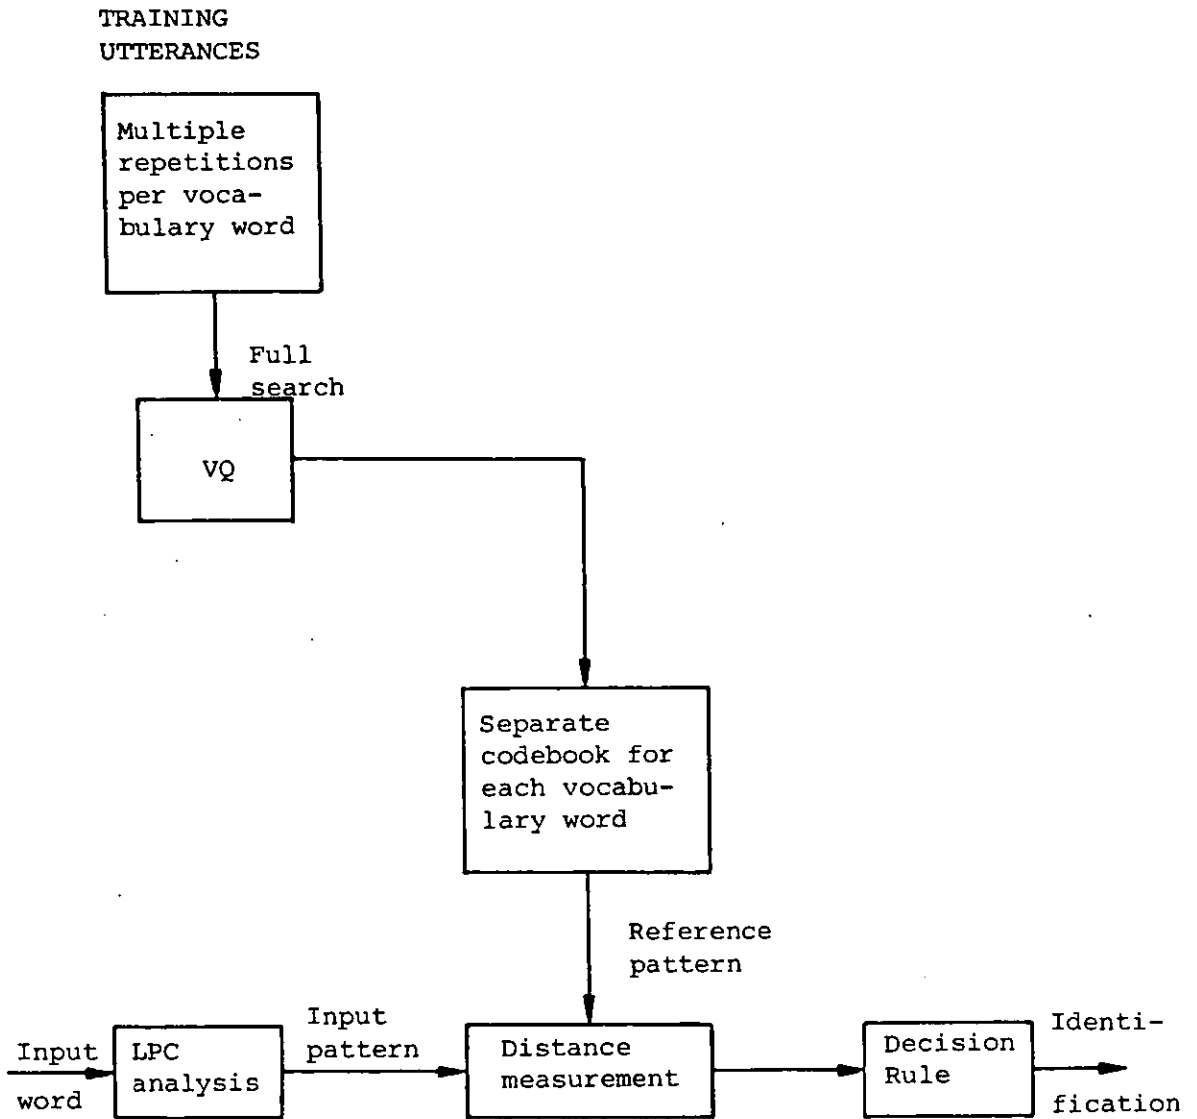 TRAINING
UTTERANCES
Multiple
repetitions
per voca-
bulary word
Full
search
VQ
Separate
codebook for
each vocabu-
lary word
Reference
pattern
Input
word
LPC
analysis
Input
pattern
Distance
measurement
Decision
Rule
Identi-
fication